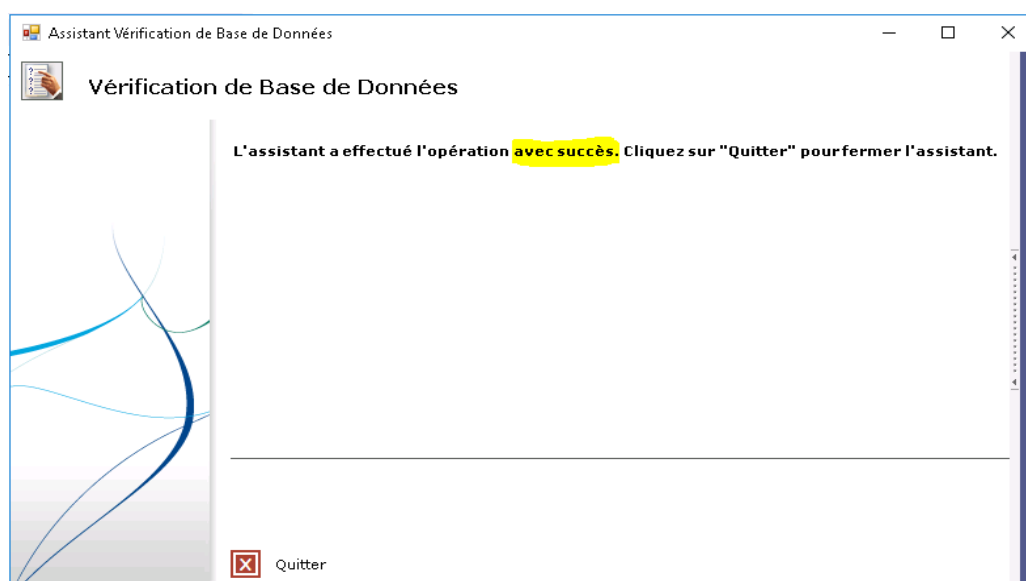 Assistant Vérification de Base de Données
Vérification de Base de Données
L'assistant a effectué l'opération avec succès. Cliquez sur "Quitter" pour fermer l'assistant.
Quitter